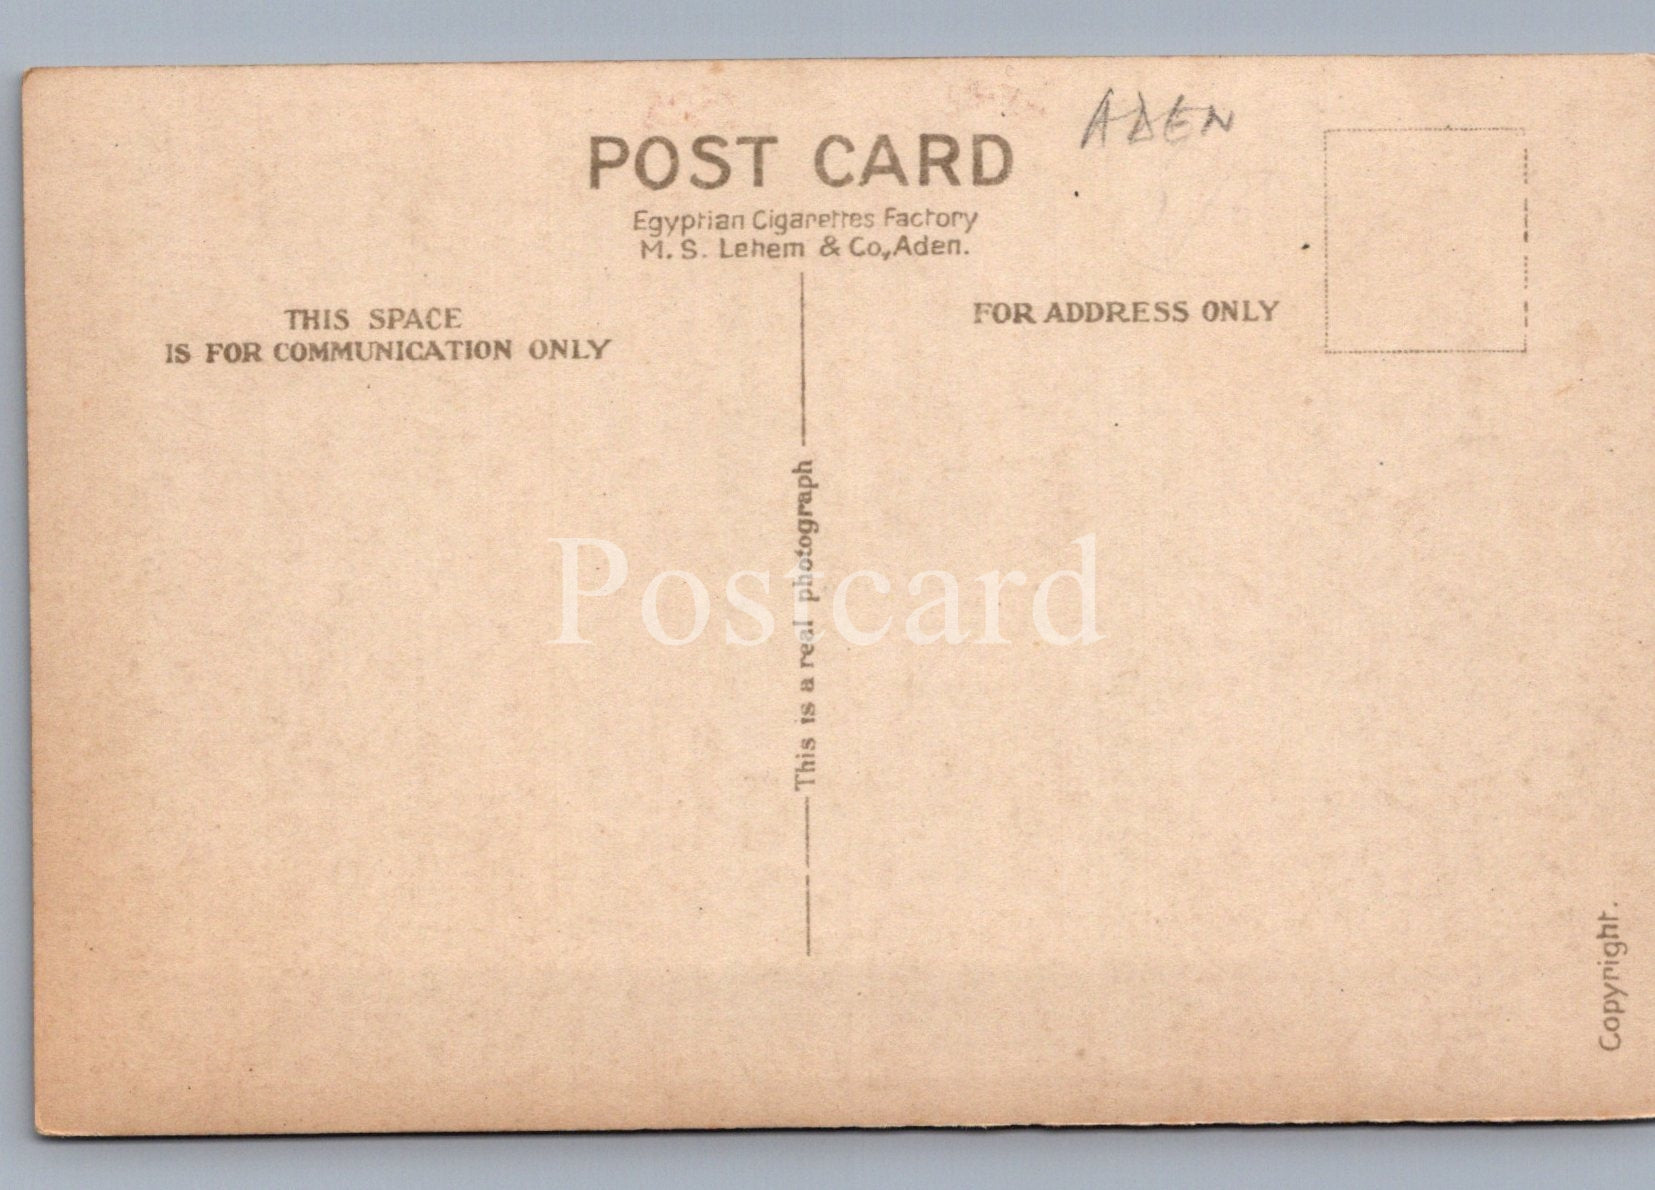 ADEN
POST CARD
Egyptian Cigarettes Factory
M. S. Lehem & Co., Aden.
THIS SPACE
IS FOR COMMUNICATION ONLY
FOR ADDRESS ONLY
This is a real photograph
Postcard
Copyright.